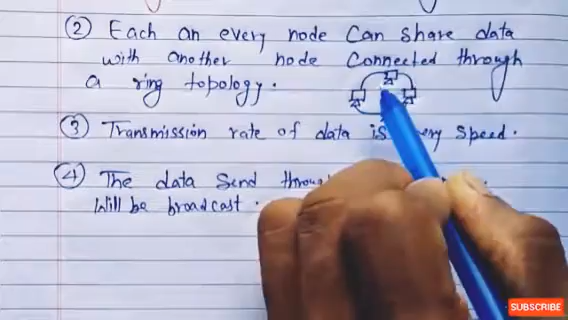 ② Each an every node can share data
with another node connected through
a ring topology.
③ Transmission rate of data is speed.
④ The data send
will be broadcast.
SUBSCRIBE